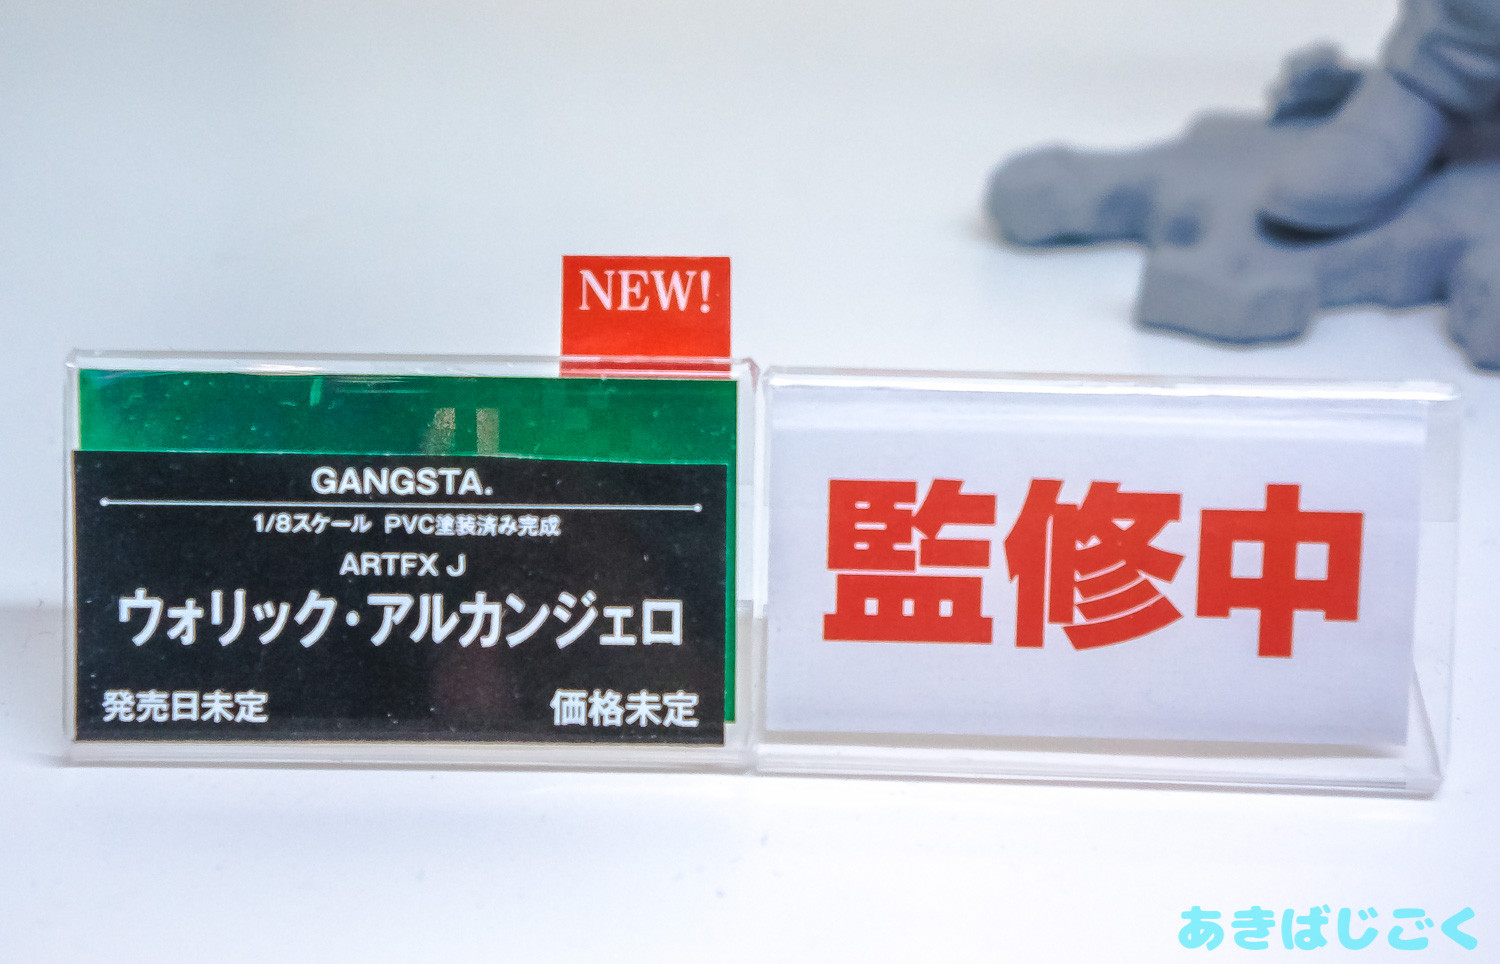 NEW!
GANGSTA.
1/8スケール PVC塗装済み完成
ARTFX J
ウォリック・アルカンジェロ
発売日未定 価格未定
監修中
あきばじごく